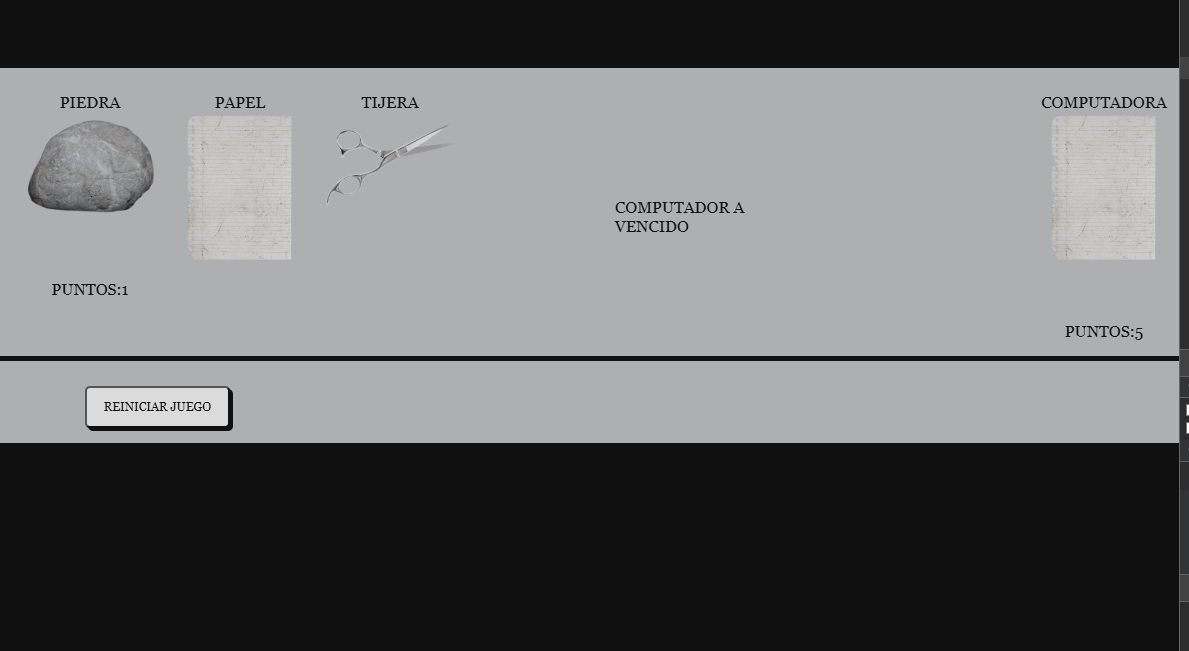 PIEDRA
PAPEL
TIJERA
COMPUTADORA
COMPUTADOR A
VENCIDO
PUNTOS:1
PUNTOS:5
REINICIAR JUEGO